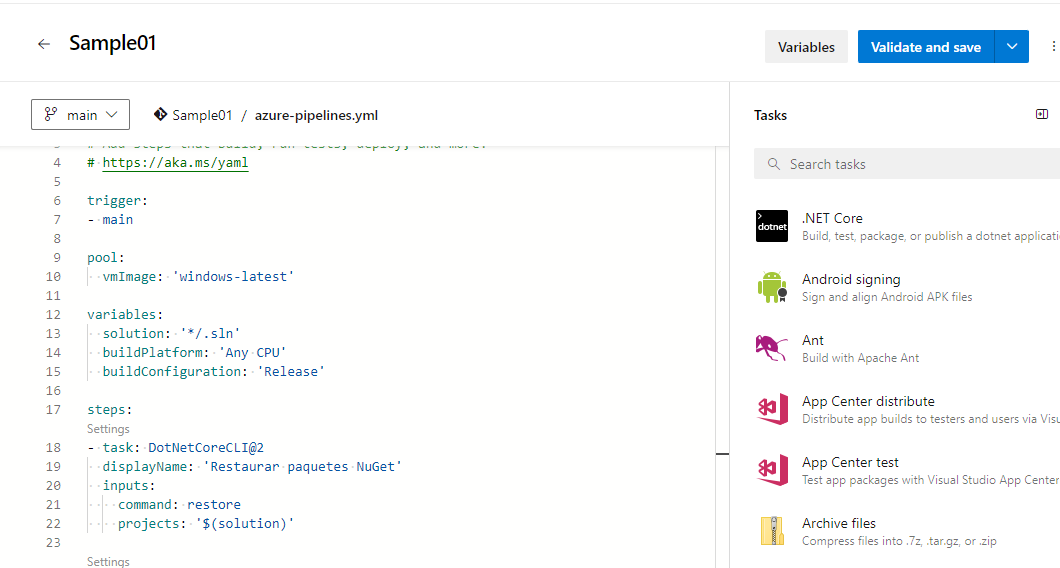 Sample01
Variables
Validate and save
main
Sample01 / azure-pipelines.yml
Tasks
Search tasks
4 # https://aka.ms/yaml
5
6 trigger:
7 - main
8
9 pool:
10 vmImage: 'windows-latest'
11
12 variables:
13 solution: '*/.sln'
14 buildPlatform: 'Any CPU'
15 buildConfiguration: 'Release'
16
17 steps:
Settings
18 - task: DotNetCoreCLI@2
19 displayName: 'Restaurar paquetes NuGet'
20 inputs:
21 command: restore
22 projects: '$(solution)'
23
Settings
dotnet
.NET Core
Build, test, package, or publish a dotnet applicati
Android signing
Sign and align Android APK files
Ant
Build with Apache Ant
App Center distribute
Distribute app builds to testers and users via Visu
App Center test
Test app packages with Visual Studio App Center
Archive files
Compress files into .7z, .tar.gz, or .zip